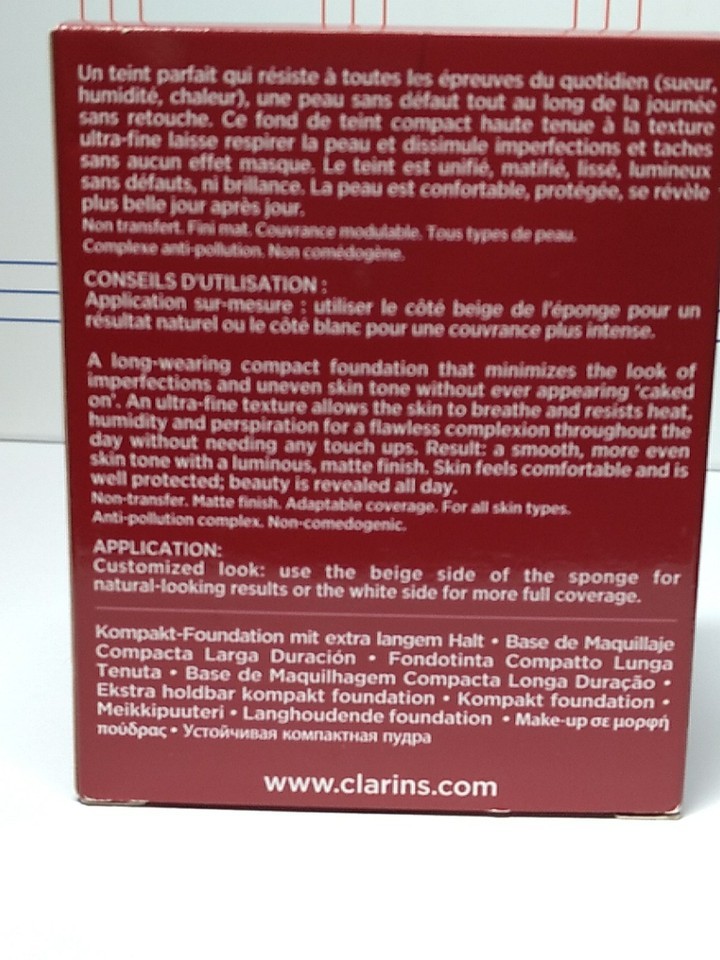 Un teint parfait qui résiste à toutes les épreuves du quotidien (sueur,
humidité, chaleur), une peau sans défaut tout au long de la journée
sans retouche. Ce fond de teint compact haute tenue à la texture
ultra-fine laisse respirer la peau et dissimule imperfections et taches
sans aucun effet masque. Le teint est unifié, matifié, lissé, lumineux
sans défauts, ni brillance. La peau est confortable, protégée, se révèle
plus belle jour après jour.
Non transfert. Fini mat. Couvrance modulable. Tous types de peau.
Complexe anti-pollution. Non comédogène.
CONSEILS D'UTILISATION :
Application sur-mesure : utiliser le côté beige de l'éponge pour un
résultat naturel ou le côté blanc pour une couvrance plus intense.
A long-wearing compact foundation that minimizes the look of
imperfections and uneven skin tone without ever appearing 'caked
on'. An ultra-fine texture allows the skin to breathe and resists heat,
humidity and perspiration for a flawless complexion throughout the
day without needing any touch ups. Result: a smooth, more even
skin tone with a luminous, matte finish. Skin feels comfortable and is
well protected; beauty is revealed all day.
Non-transfer. Matte finish. Adaptable coverage. For all skin types.
Anti-pollution complex. Non-comedogenic.
APPLICATION:
Customized look: use the beige side of the sponge for
natural-looking results or the white side for more full coverage.
Kompakt-Foundation mit extra langem Halt • Base de Maquillaje
Compacta Larga Duración • Fondotinta Compatto Lunga
Tenuta • Base de Maquilhagem Compacta Longa Duração •
Ekstra holdbar kompakt foundation • Kompakt foundation •
Meikkipuuteri • Langhoudende foundation • Make-up σε μορφή
πούδρας • Устойчивая компактная пудра
www.clarins.com